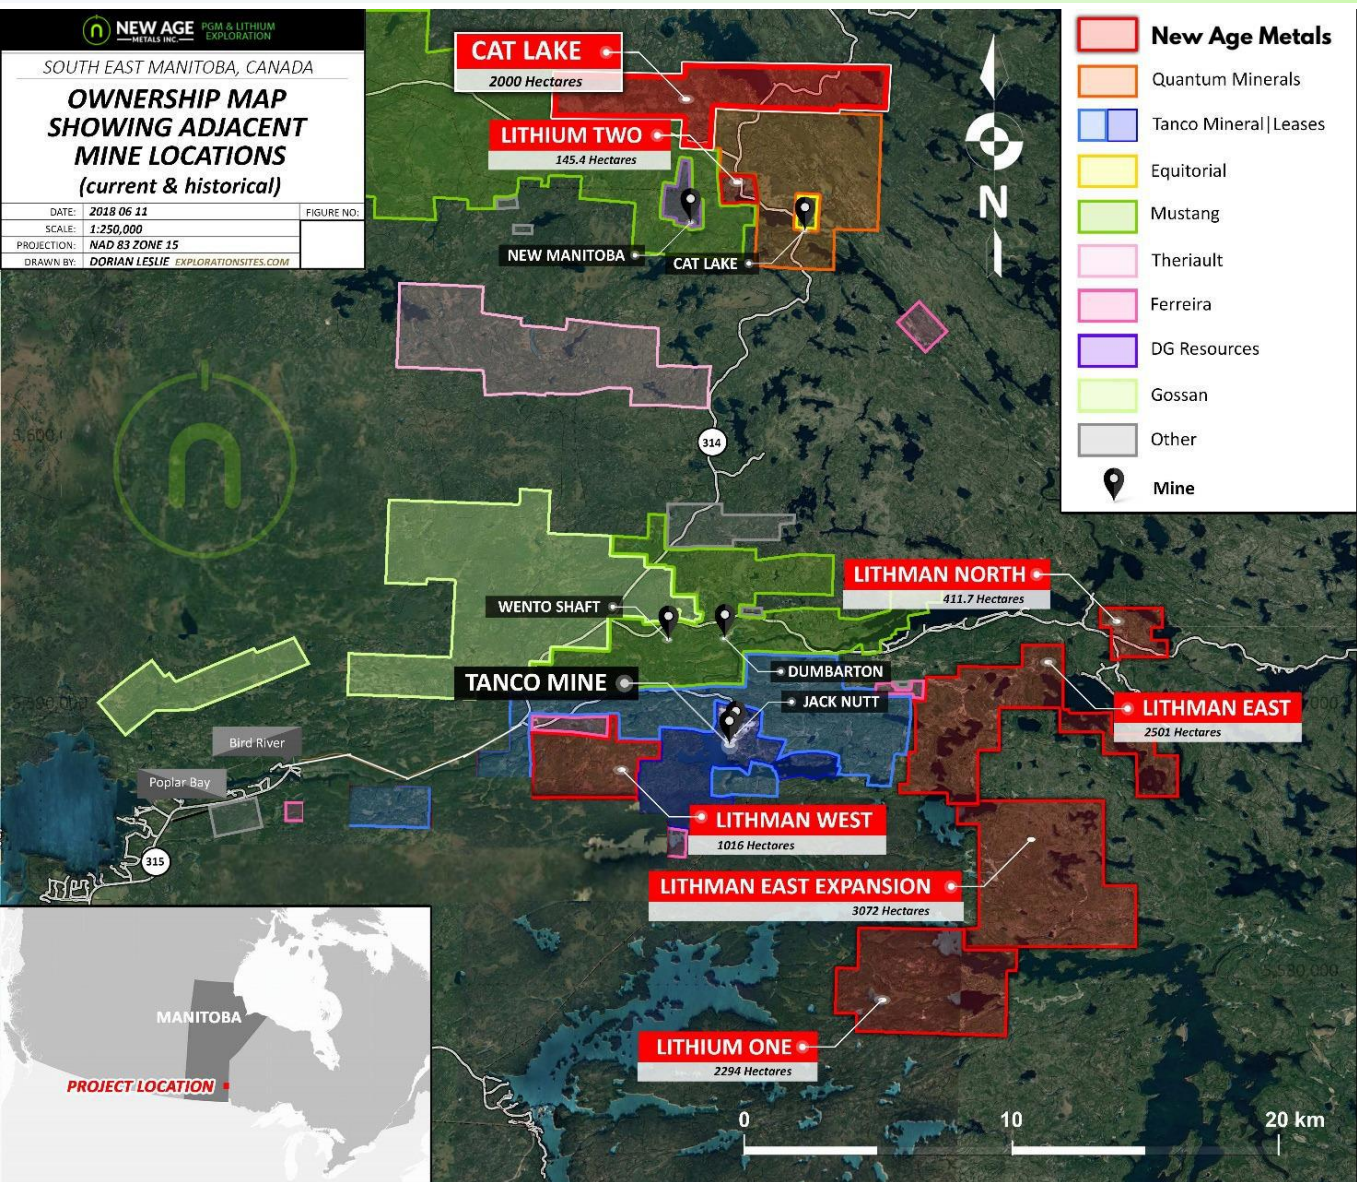 NEW AGE
METALS INC.
PGM & LITHIUM
EXPLORATION
SOUTH EAST MANITOBA, CANADA
OWNERSHIP MAP
SHOWING ADJACENT
MINE LOCATIONS
(current & historical)
DATE: 2018 06 11
FIGURE NO:
SCALE: 1:250,000
PROJECTION: NAD 83 ZONE 15
DRAWN BY: DORIAN LESLIE EXPLORATIONSITES.COM
CAT LAKE
2000 Hectares
LITHIUM TWO
145.4 Hectares
NEW MANITOBA
CAT LAKE
N
New Age Metals
Quantum Minerals
Tanco Mineral|Leases
Equitorial
Mustang
Theriault
Ferreira
DG Resources
Gossan
Other
Mine
314
LITHMAN NORTH
411.7 Hectares
WENTO SHAFT
DUMBARTON
TANCO MINE
JACK NUTT
LITHMAN EAST
2501 Hectares
Bird River
Poplar Bay
315
LITHMAN WEST
1016 Hectares
LITHMAN EAST EXPANSION
3072 Hectares
LITHIUM ONE
2294 Hectares
MANITOBA
PROJECT LOCATION
0 10 20 km